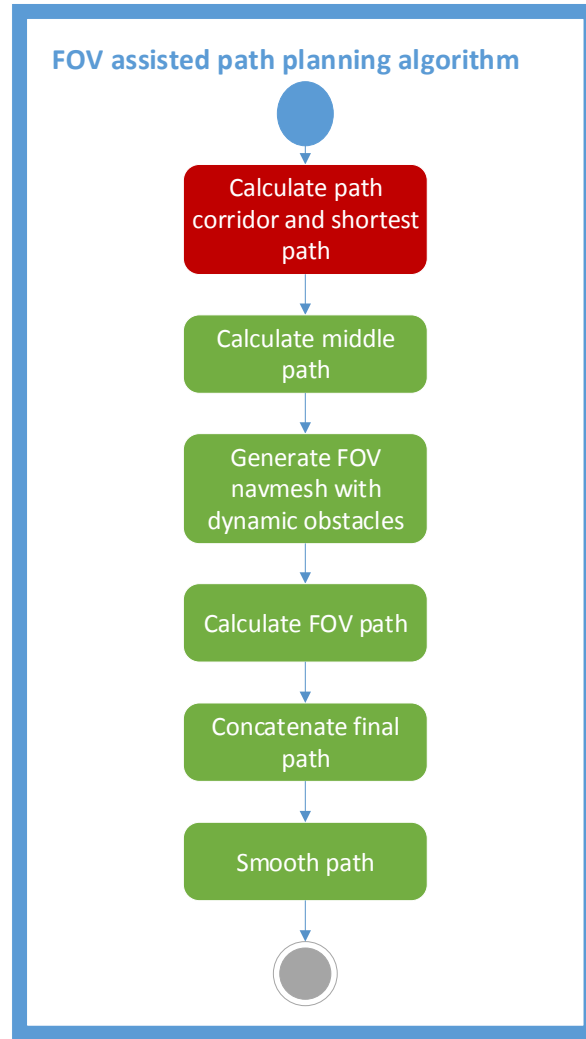 FOV assisted path planning algorithm
Calculate path
corridor and shortest
path
Calculate middle
path
Generate FOV
navmesh with
dynamic obstacles
Calculate FOV path
Concatenate final
path
Smooth path